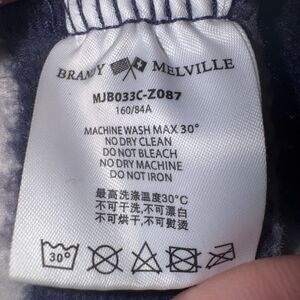 BRANDY MELVILLE
MJB033C-Z087
160/84A
MACHINE WASH MAX 30°
NO DRY CLEAN
DO NOT BLEACH
NO DRY MACHINE
DO NOT IRON
最高洗涤温度30°C
不可干洗,不可漂白
不可烘干,不可熨烫
30°